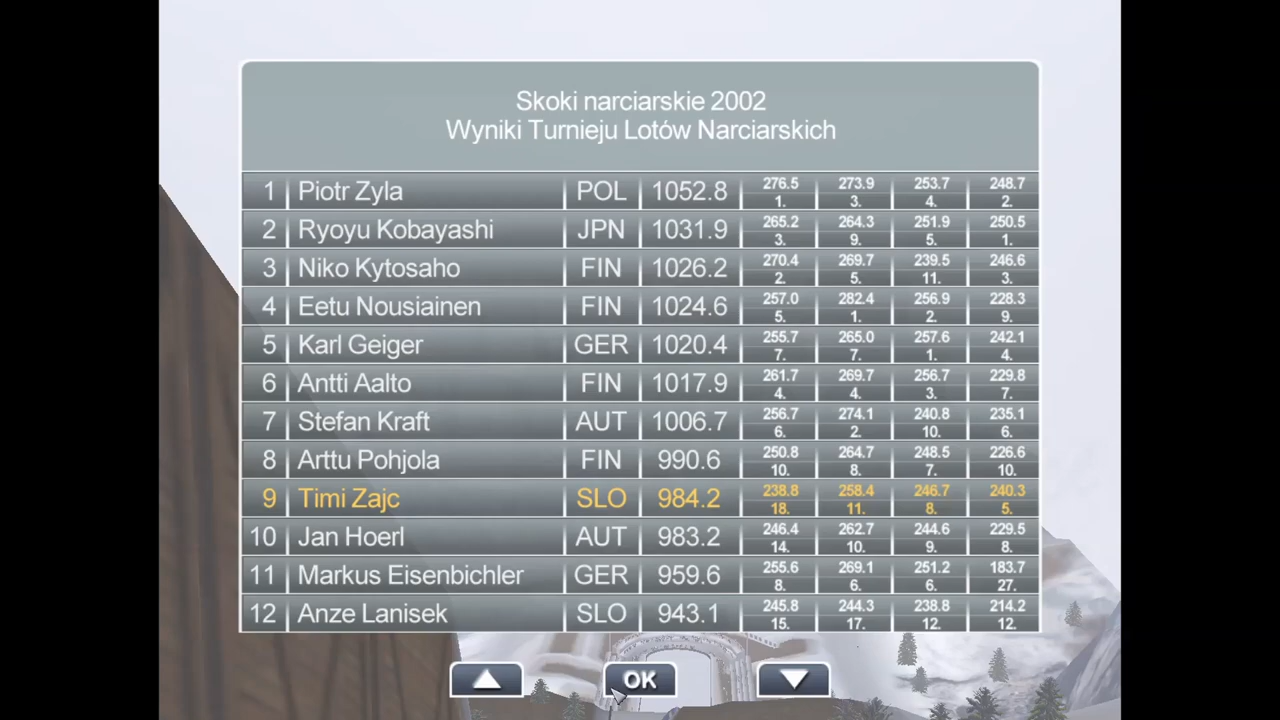 Skoki narciarskie 2002
Wyniki Turnieju Lotów Narciarskich
1 Piotr Zyla POL 1052.8 276.5 273.9 253.7 248.7
1. 3. 4. 2.
2 Ryoyu Kobayashi JPN 1031.9 265.2 264.3 251.9 250.5
3. 9. 5. 1.
3 Niko Kytosaho FIN 1026.2 270.4 269.7 239.5 246.6
2. 5. 11. 3.
4 Eetu Nousiainen FIN 1024.6 257.0 282.4 256.9 228.3
5. 1. 2. 9.
5 Karl Geiger GER 1020.4 255.7 265.0 257.6 242.1
7. 7. 1. 4.
6 Antti Aalto FIN 1017.9 261.7 269.7 256.7 229.8
4. 4. 3. 7.
7 Stefan Kraft AUT 1006.7 256.7 274.1 240.8 235.1
6. 2. 10. 6.
8 Arttu Pohjola FIN 990.6 250.8 264.7 248.5 226.6
10. 8. 7. 10.
9 Timi Zajc SLO 984.2 238.8 258.4 246.7 240.3
18. 11. 8. 5.
10 Jan Hoerl AUT 983.2 246.4 262.7 244.6 229.5
14. 10. 9. 8.
11 Markus Eisenbichler GER 959.6 255.6 269.1 251.2 183.7
8. 6. 6. 27.
12 Anze Lanisek SLO 943.1 245.8 244.3 238.8 214.2
15. 17. 12. 12.
OK